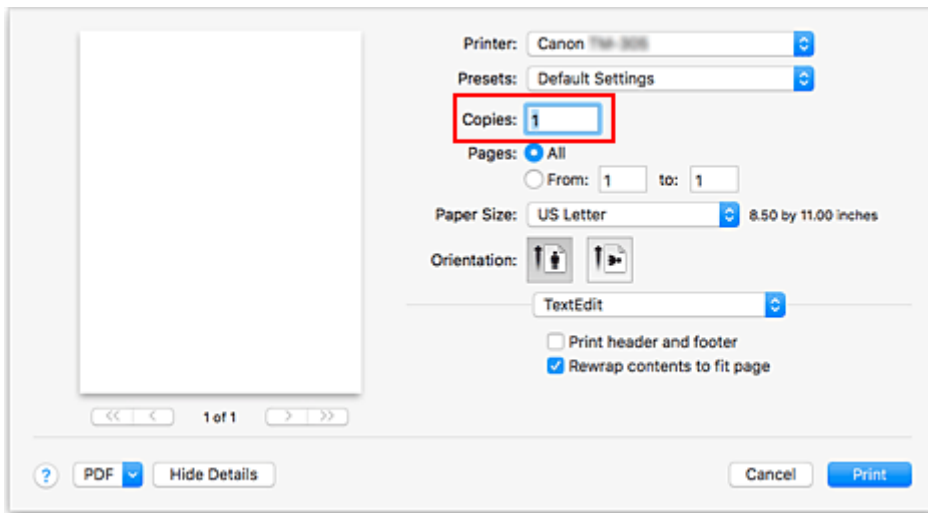 Printer: Canon
Presets: Default Settings
Copies: 1
Pages: All
From: 1 to: 1
Paper Size: US Letter 8.50 by 11.00 inches
Orientation:
TextEdit
Print header and footer
Rewrap contents to fit page
<< < 1 of 1 > >>
? PDF Hide Details Cancel Print